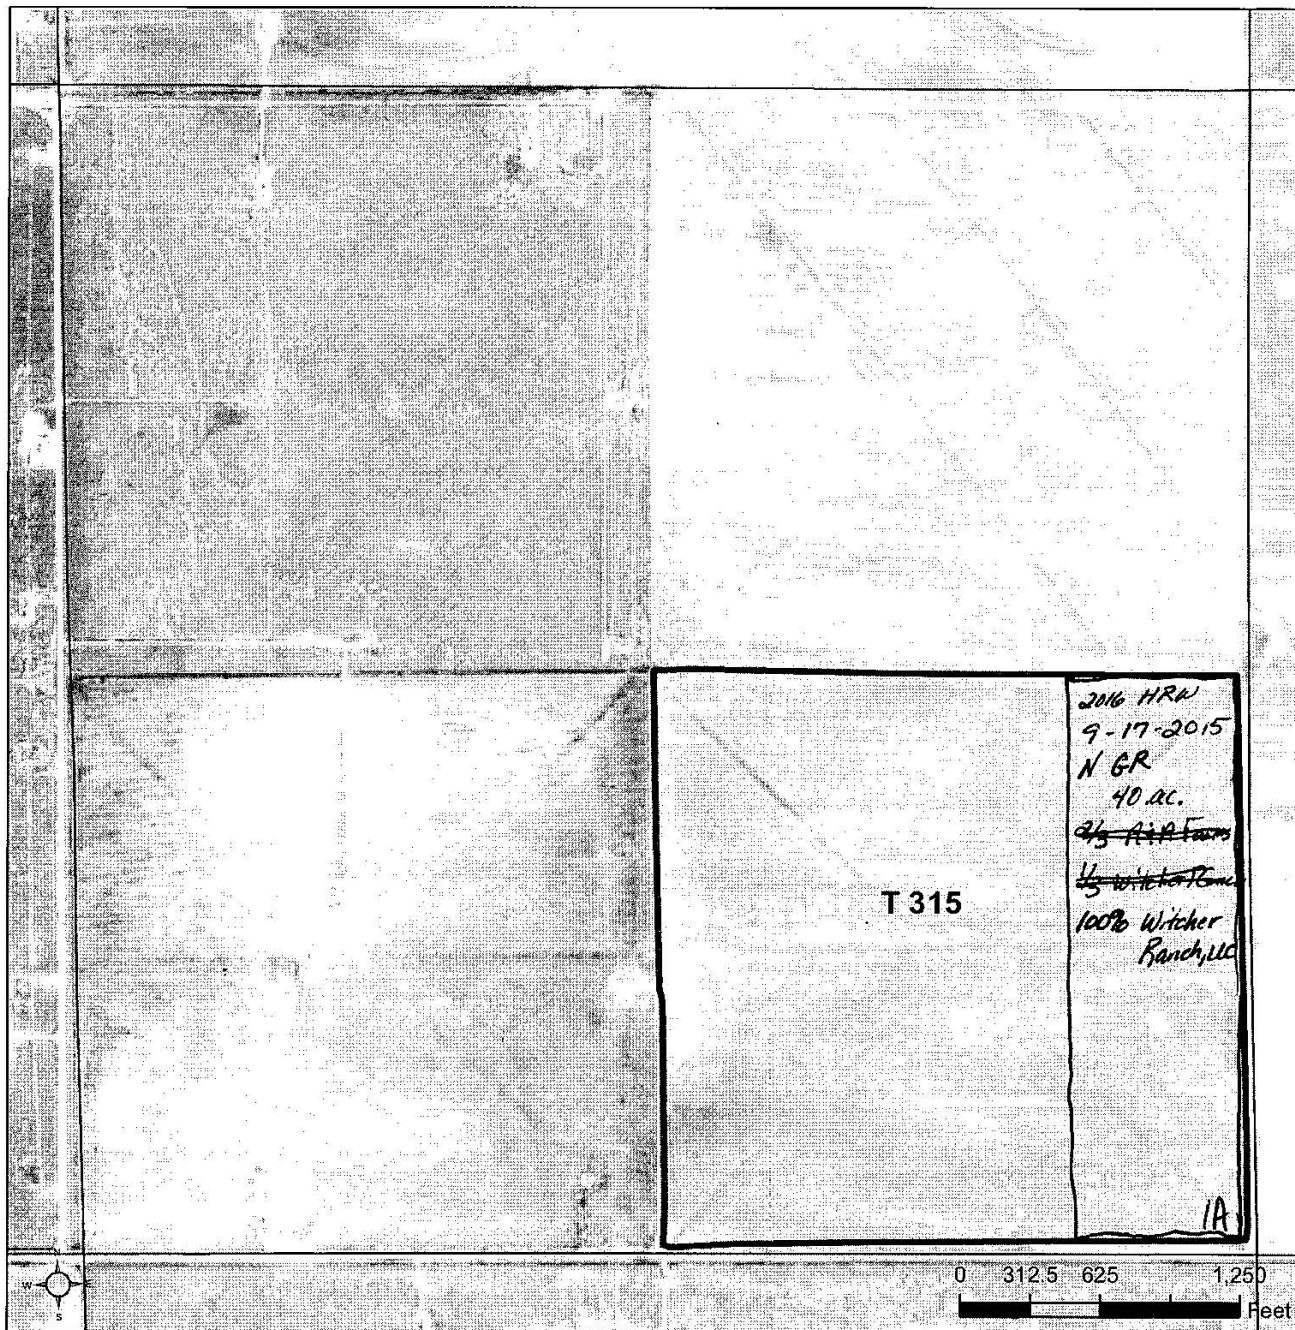 2016 HRW
9-17-2015
N GR
40 ac.
2/3 A&A Farms
1/3 Witcher Ranch
100% Witcher
Ranch, LLC
T 315
1A
W
S
0 312.5 625 1,250
Feet